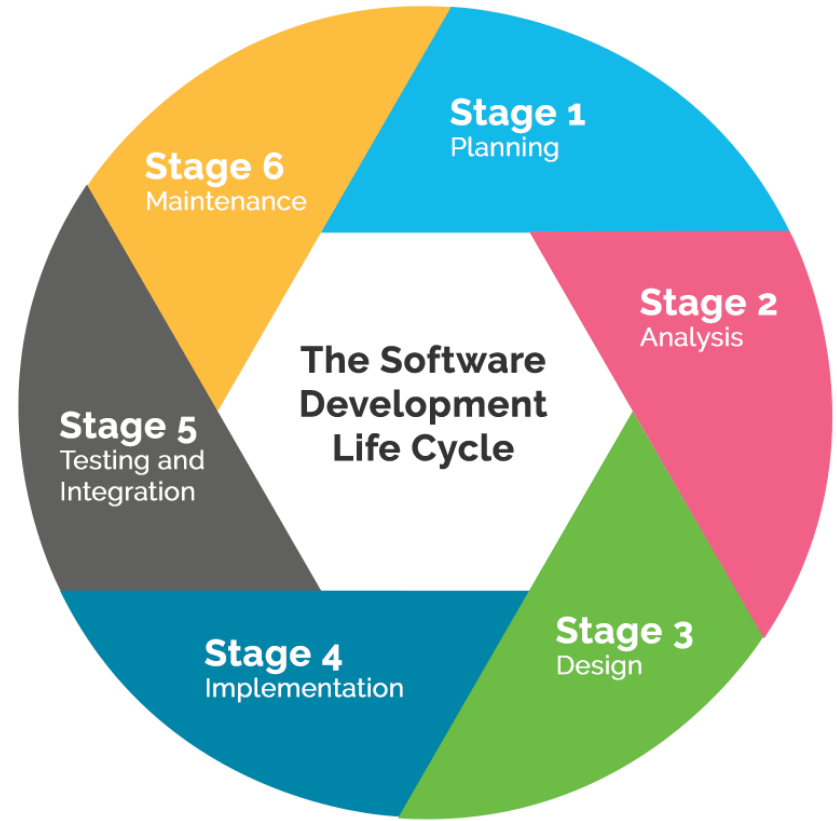 The Software
Development
Life Cycle
Stage 1
Planning
Stage 2
Analysis
Stage 3
Design
Stage 4
Implementation
Stage 5
Testing and
Integration
Stage 6
Maintenance